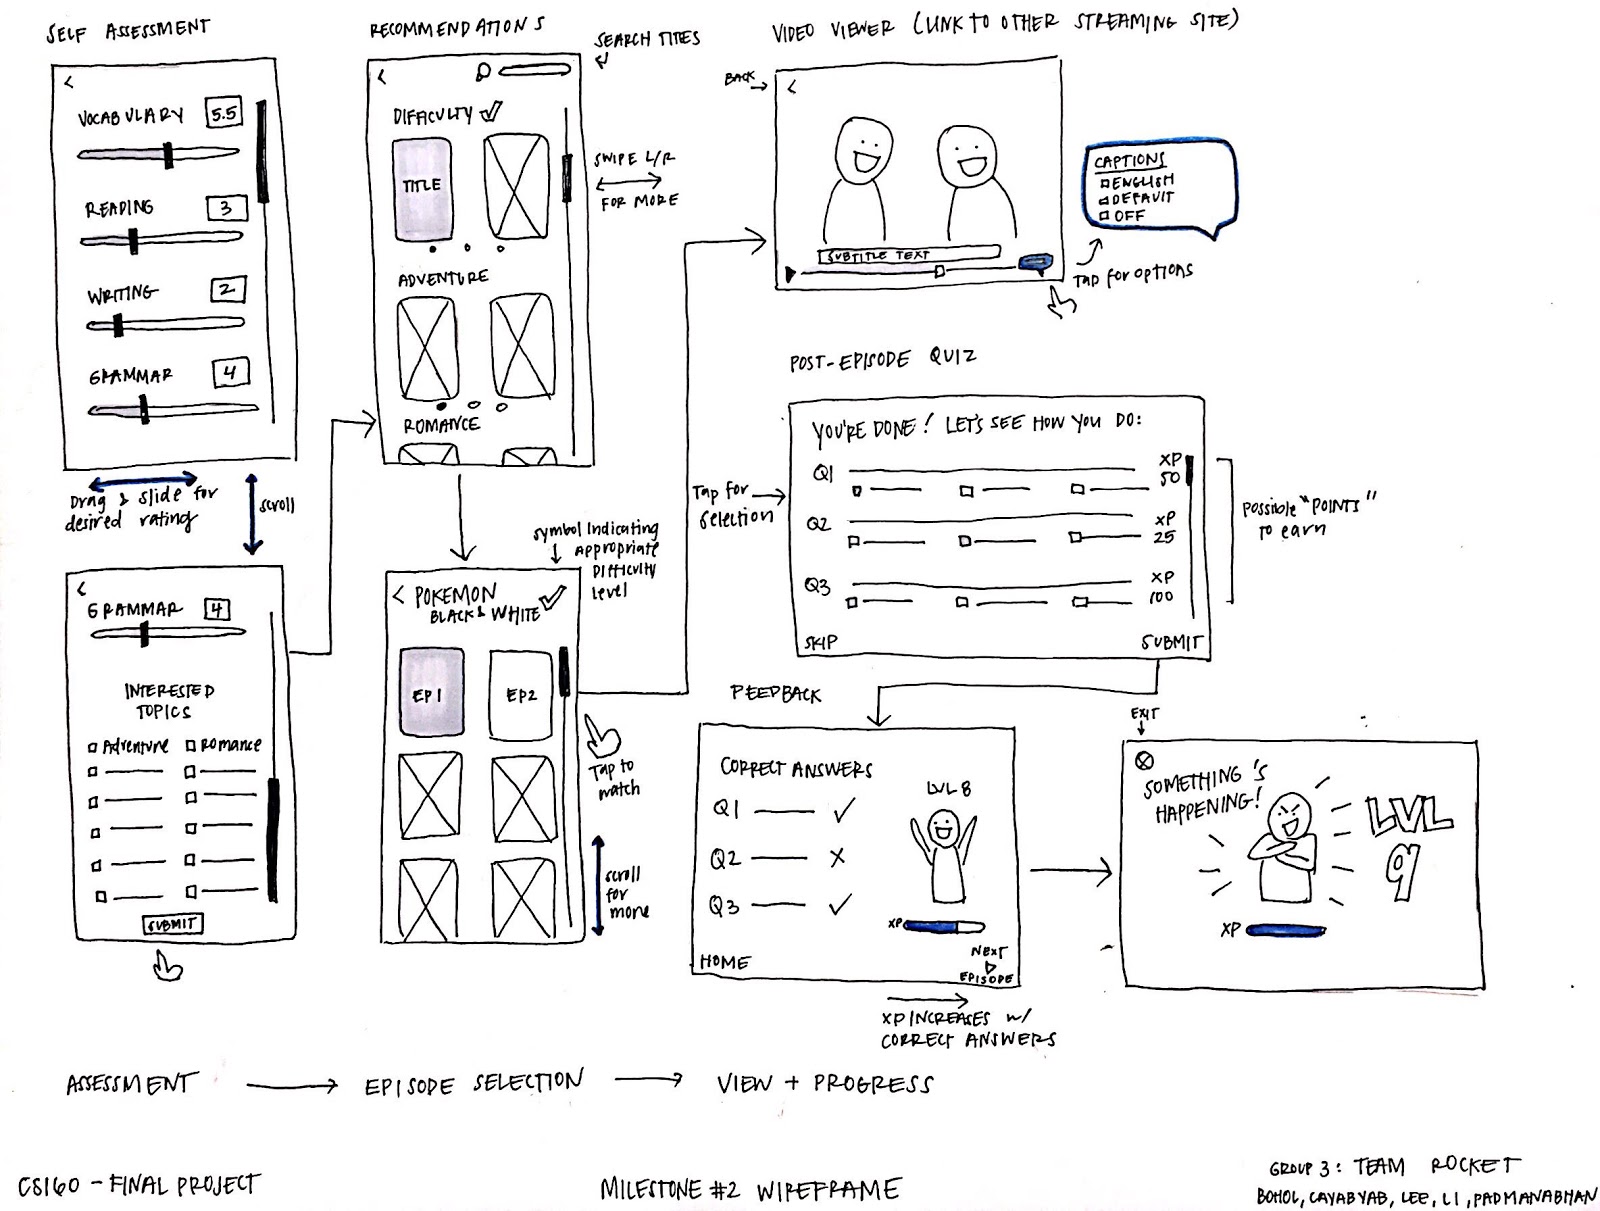 SELF ASSESSMENT
<
VOCABULARY 5.5
READING 3
WRITING 2
GRAMMAR 4
Drag & slide for
desired rating
scroll
<
GRAMMAR 4
INTERESTED
TOPICS
Adventure
Romance
SUBMIT
RECOMMENDATIONS
SEARCH TITLES
<
DIFFICULTY ✓
TITLE
SWIPE L/R
FOR MORE
ADVENTURE
ROMANCE
symbol indicating
appropriate
DIFFICULTY
level
< POKEMON
BLACK & WHITE ✓
EP1
EP2
Tap to
watch
scroll
for
more
VIDEO VIEWER (LINK TO OTHER STREAMING SITE)
BACK
<
SUBTITLE TEXT
CAPTIONS
ENGLISH
DEFAULT
OFF
Tap for options
POST-EPISODE QUIZ
YOU'RE DONE! LET'S SEE HOW YOU DO:
Q1
XP
50
Q2
XP
25
Q3
XP
100
SKIP
SUBMIT
Tap for
selection
possible "POINTS"
to earn
FEEDBACK
CORRECT ANSWERS
Q1 ✓
Q2 X
Q3 ✓
LVL 8
XP
HOME
NEXT
EPISODE
XP INCREASES w/
CORRECT ANSWERS
EXIT
SOMETHING'S
HAPPENING!
LVL
9
XP
ASSESSMENT → EPISODE SELECTION → VIEW + PROGRESS
CS160 - FINAL PROJECT
MILESTONE #2 WIREFRAME
GROUP 3: TEAM ROCKET
BOHOL, CAYABYAB, LEE, LI, PADMANABHAN